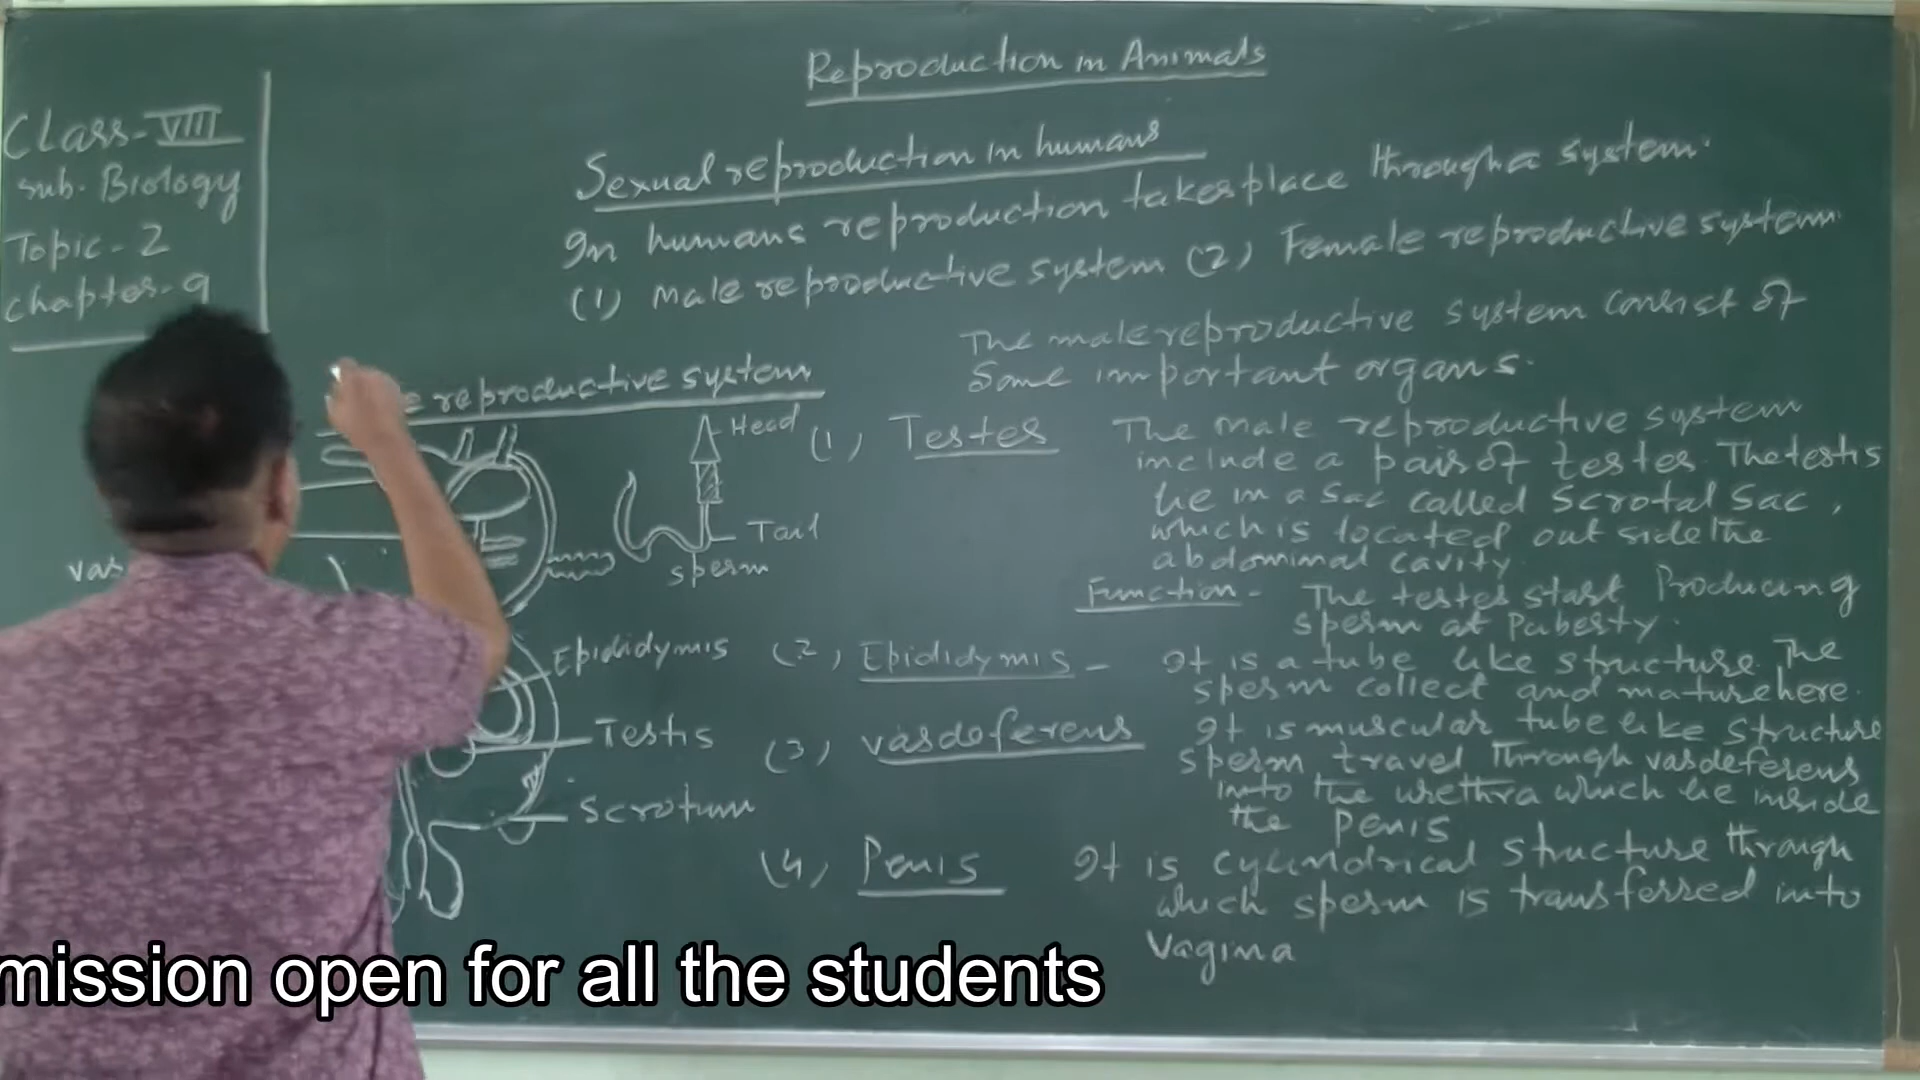 Reproduction in Animals
Class-VIII
Sub. Biology
Topic-2
Chapter-9
Sexual reproduction in humans
In humans reproduction takes place through a system.
(1) Male reproductive system (2) Female reproductive system
The male reproductive system consist of
Some important organs.
reproductive system
Head
Tail
sperm
vas
Epididymis
Testis
Scrotum
(1) Testes The male reproductive system
include a pair of testes. The testis
lie in a sac called Scrotal Sac,
which is located out side the
abdominal cavity.
Function - The testes start Producing
sperm at Puberty.
(2) Epididymis - It is a tube like structure. The
sperm collect and mature here.
(3) vasdeferens It is muscular tube like structure
sperm travel through vasdeferens
into the urethra which lie inside
the penis
(4) Penis It is cylindrical structure through
which sperm is transferred into
vagina
mission open for all the students